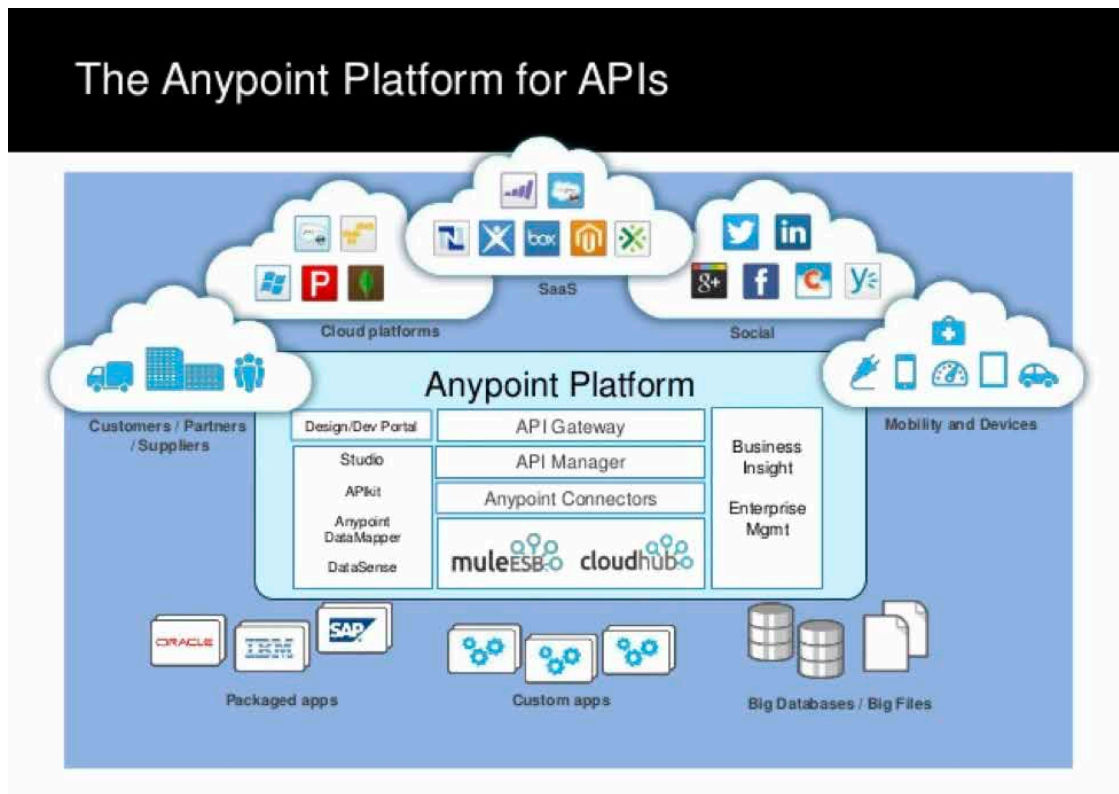 The Anypoint Platform for APIs
SaaS
box
Cloud platforms
P
Social
in
g+
f
Customers / Partners
/ Suppliers
Mobility and Devices
Anypoint Platform
Design/Dev Portal
Studio
APIkit
Anypoint
DataMapper
DataSense
API Gateway
API Manager
Anypoint Connectors
muleESB
cloudhub
Business
Insight
Enterprise
Mgmt
ORACLE
IBM
SAP
Packaged apps
Custom apps
Big Databases / Big Files